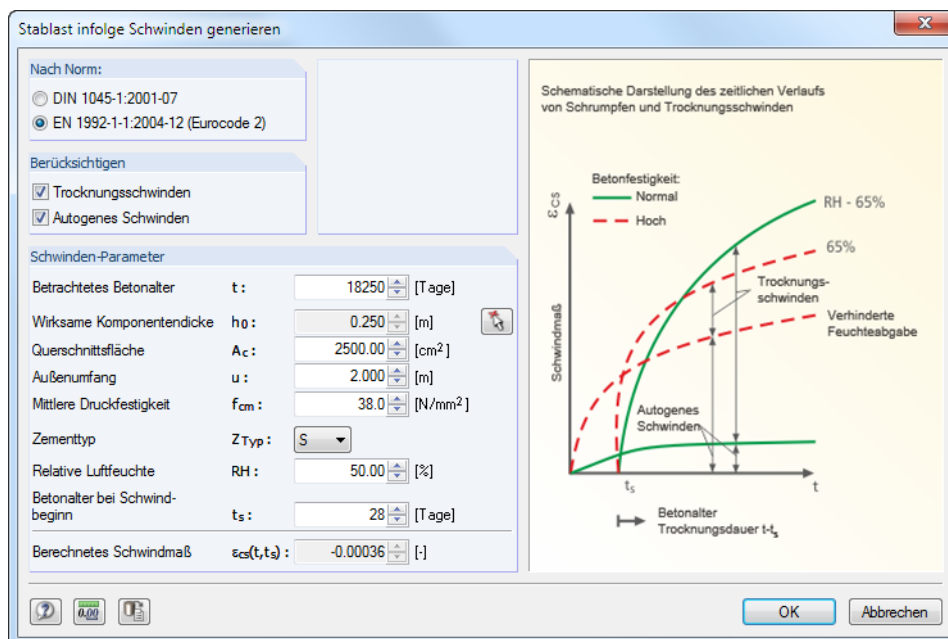 Stablast infolge Schwinden generieren
Nach Norm:
DIN 1045-1:2001-07
EN 1992-1-1:2004-12 (Eurocode 2)
Berücksichtigen
Trocknungsschwinden
Autogenes Schwinden
Schwinden-Parameter
Betrachtetes Betonalter t: 18250 [Tage]
Wirksame Komponentendicke h0: 0.250 [m]
Querschnittsfläche Ac: 2500.00 [cm²]
Außenumfang u: 2.000 [m]
Mittlere Druckfestigkeit fcm: 38.0 [N/mm²]
Zementtyp ZTyp: S
Relative Luftfeuchte RH: 50.00 [%]
Betonalter bei Schwind-
beginn ts: 28 [Tage]
Berechnetes Schwindmaß εcs(t,ts): -0.00036 [-]
Schematische Darstellung des zeitlichen Verlaufs
von Schrumpfen und Trocknungsschwinden
Betonfestigkeit:
Normal
Hoch
εCS
Schwindmaß
RH - 65%
65%
Trocknungs-
schwinden
Verhinderte
Feuchteabgabe
Autogenes
Schwinden
ts
t
Betonalter
Trocknungsdauer t-ts
0.00
OK
Abbrechen